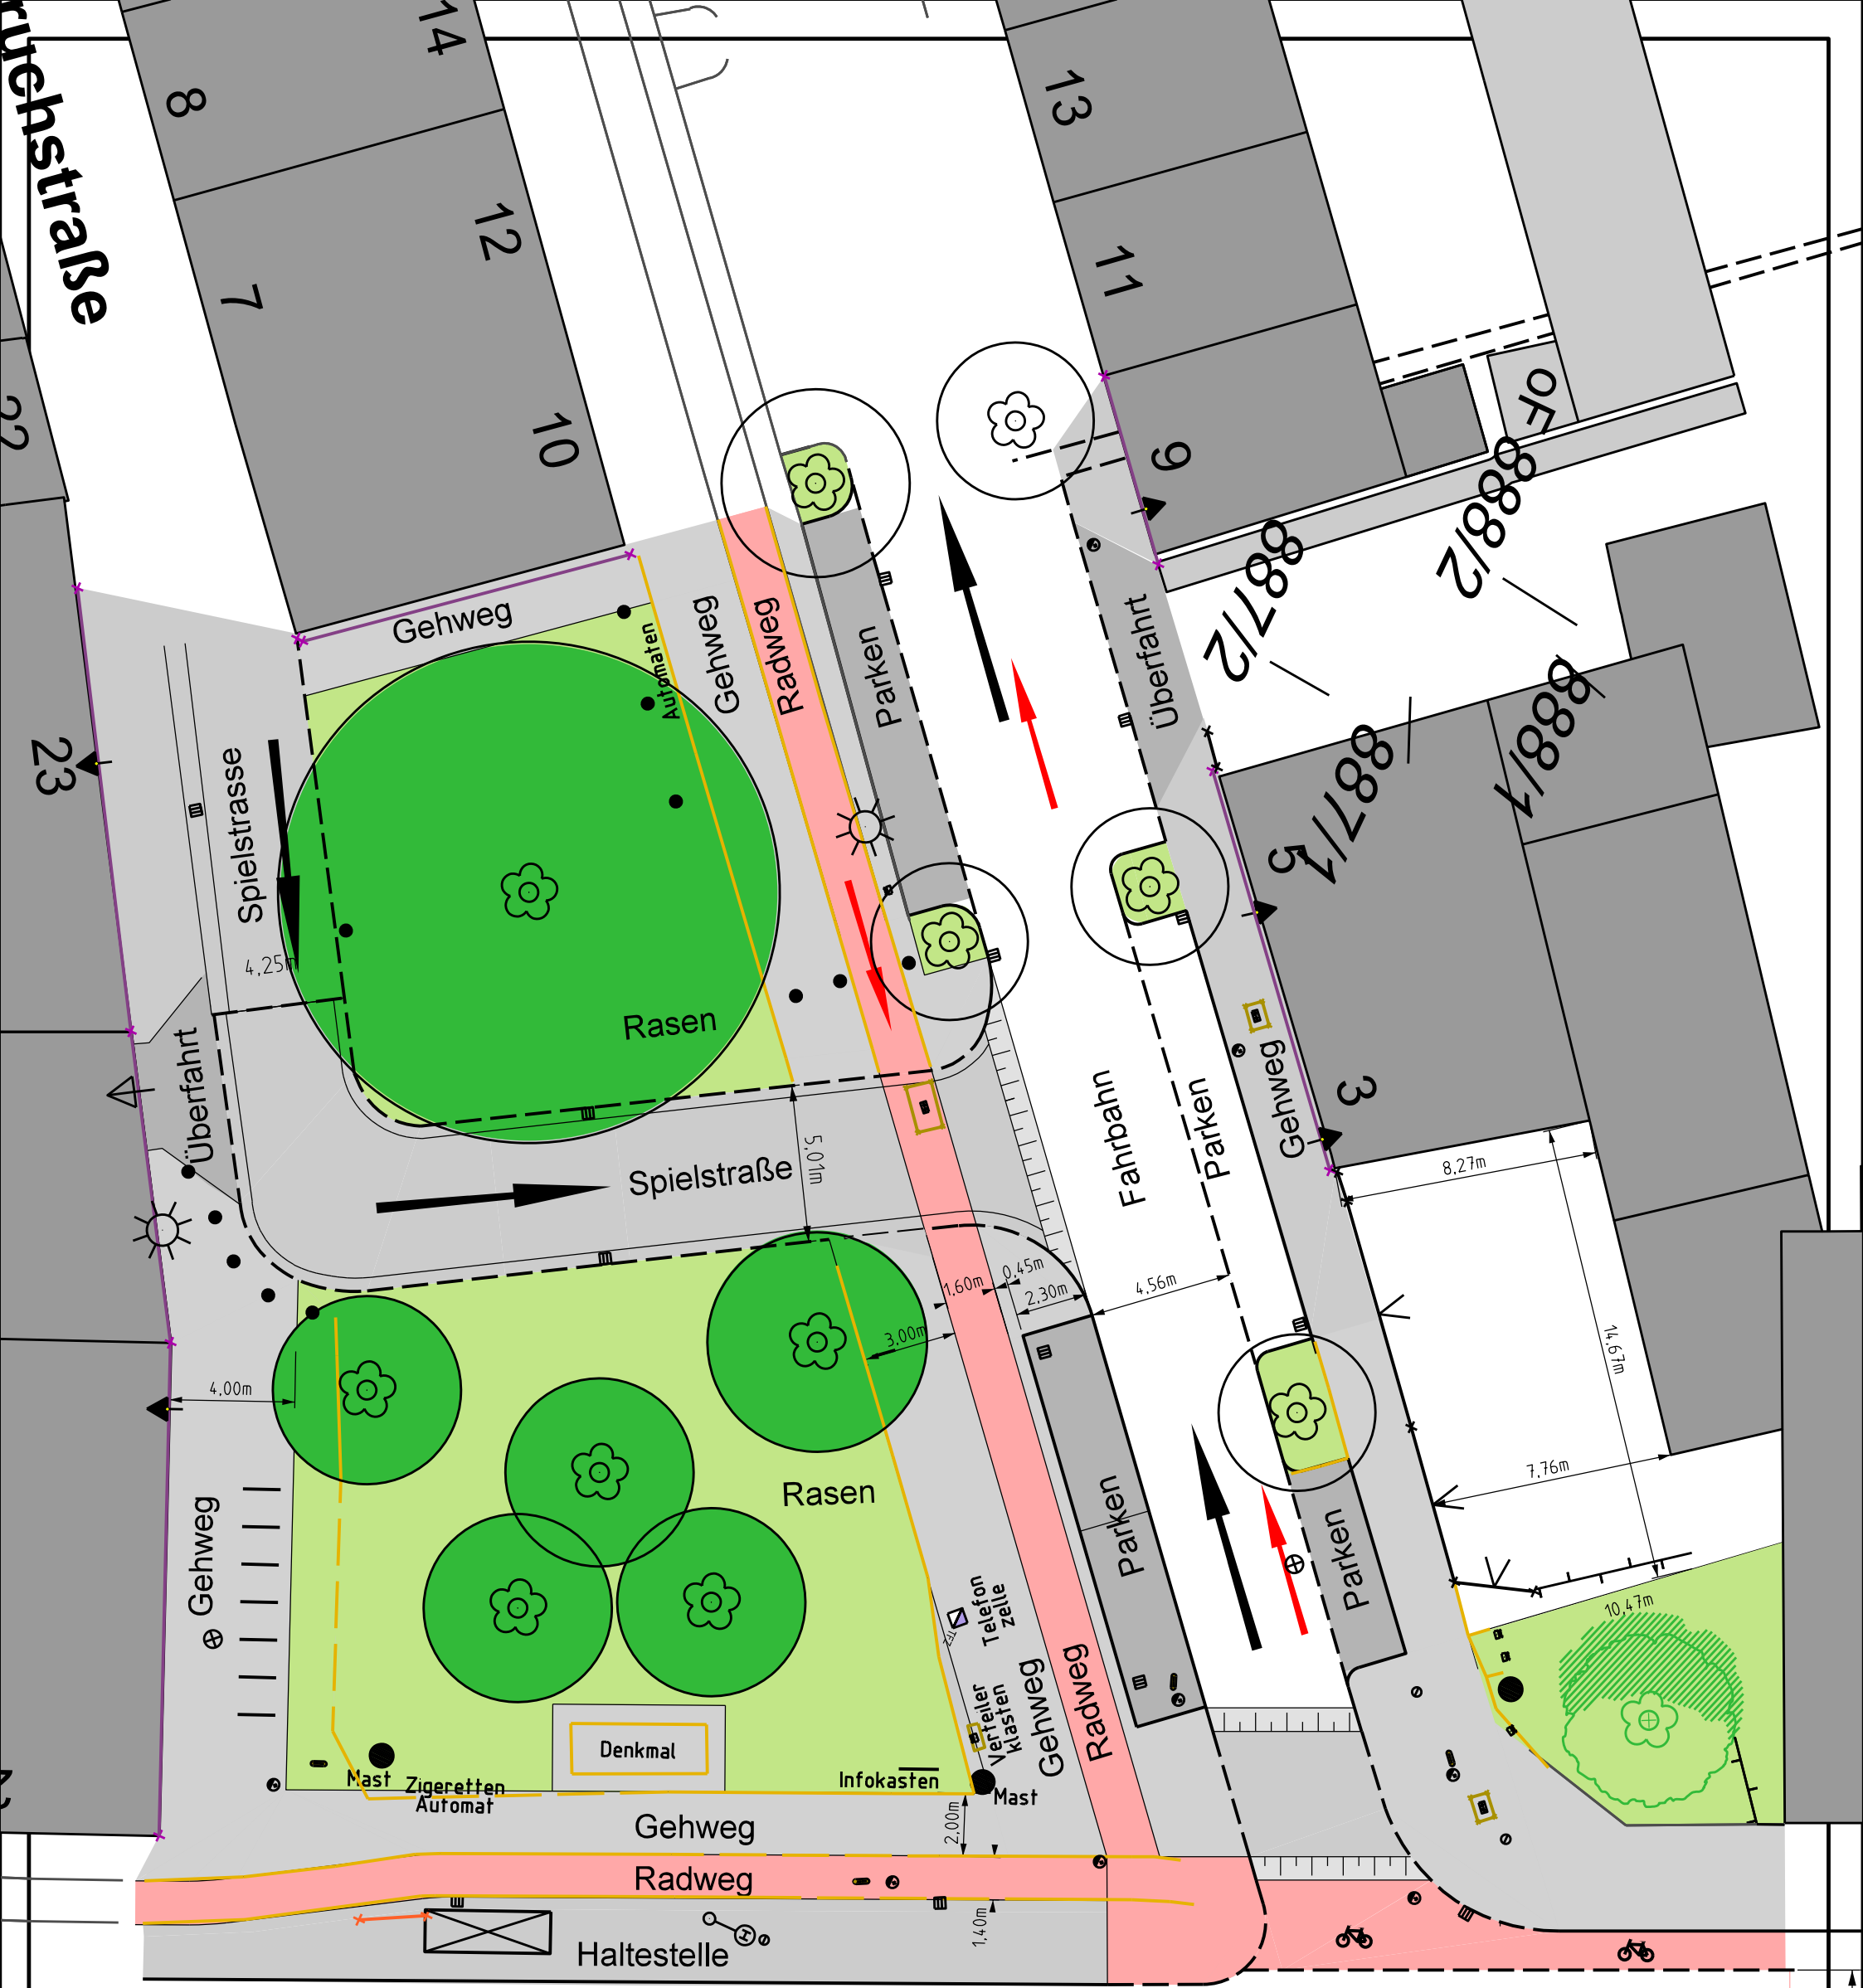 ruchstraße
8
14
13
12
7
11
10
22
9
oF
888/2
887/2
Gehweg
Automaten
Gehweg
Radweg
Parken
Überfahrt
23
Spielstrasse
888/1
887/1
5
4,25m
Rasen
Überfahrt
Gehweg
3
Fahrbahn
Parken
Spielstraße
5,01m
8,27m
1,60m
0,45m
2,30m
4,56m
3,00m
14,67m
4,00m
7,76m
Rasen
Gehweg
Parken
Parken
10,47m
Telefon
zelle
TFZ
Gehweg
Radweg
Verteiler
klasten
Denkmal
Mast
Zigeretten
Automat
Infokasten
Mast
2,00m
Gehweg
Radweg
1,40m
H
Haltestelle